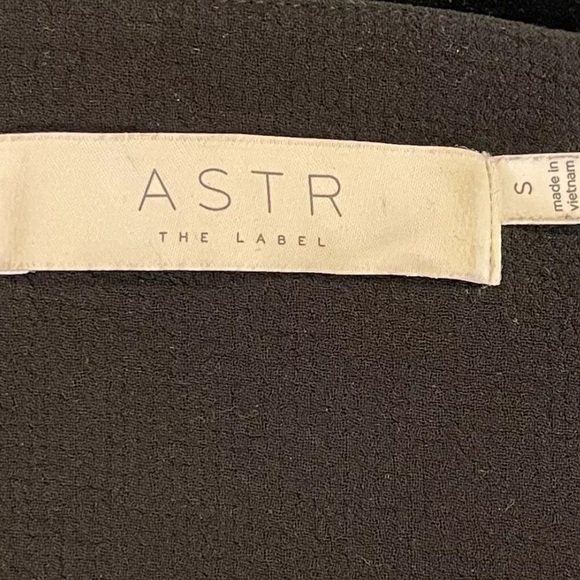 ASTR
THE LABEL
S
made in
vietnam